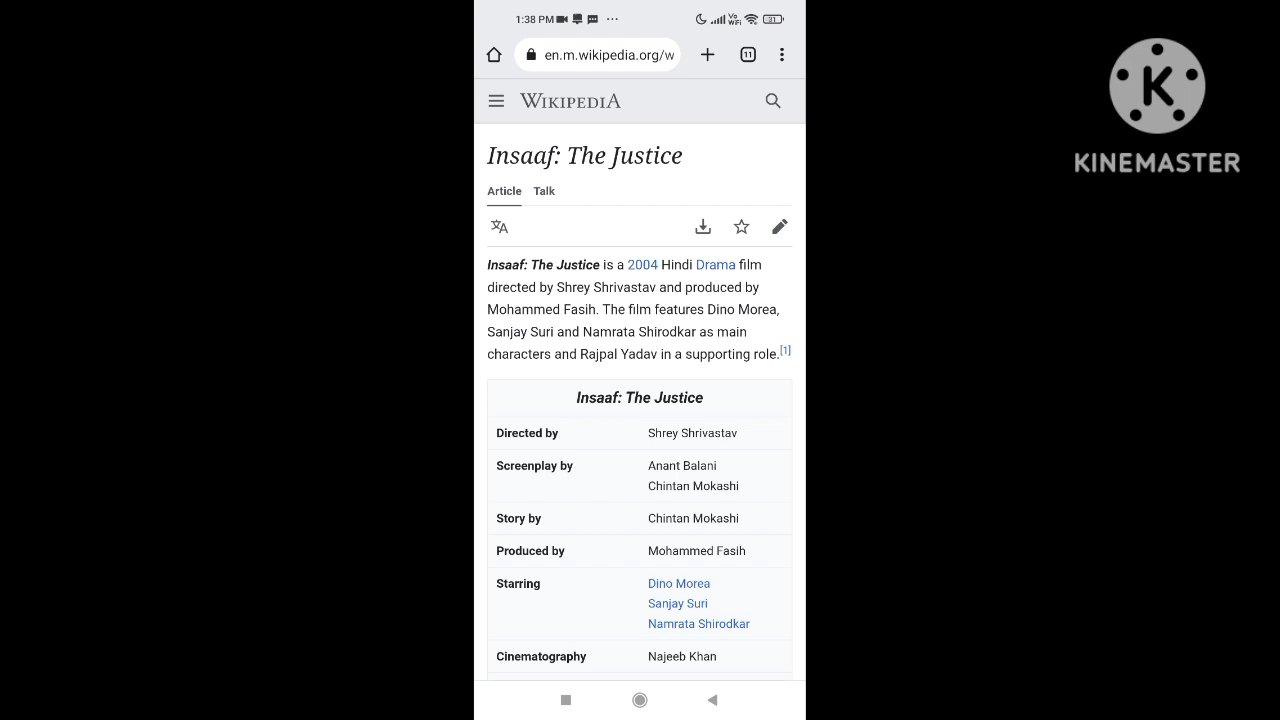 1:38 PM ... Vo WiFi 31
en.m.wikipedia.org/w 11
WIKIPEDIA
Insaaf: The Justice
Article Talk
Insaaf: The Justice is a 2004 Hindi Drama film
directed by Shrey Shrivastav and produced by
Mohammed Fasih. The film features Dino Morea,
Sanjay Suri and Namrata Shirodkar as main
characters and Rajpal Yadav in a supporting role.[1]
Insaaf: The Justice
Directed by Shrey Shrivastav
Screenplay by Anant Balani
Chintan Mokashi
Story by Chintan Mokashi
Produced by Mohammed Fasih
Starring Dino Morea
Sanjay Suri
Namrata Shirodkar
Cinematography Najeeb Khan
K
KINEMASTER